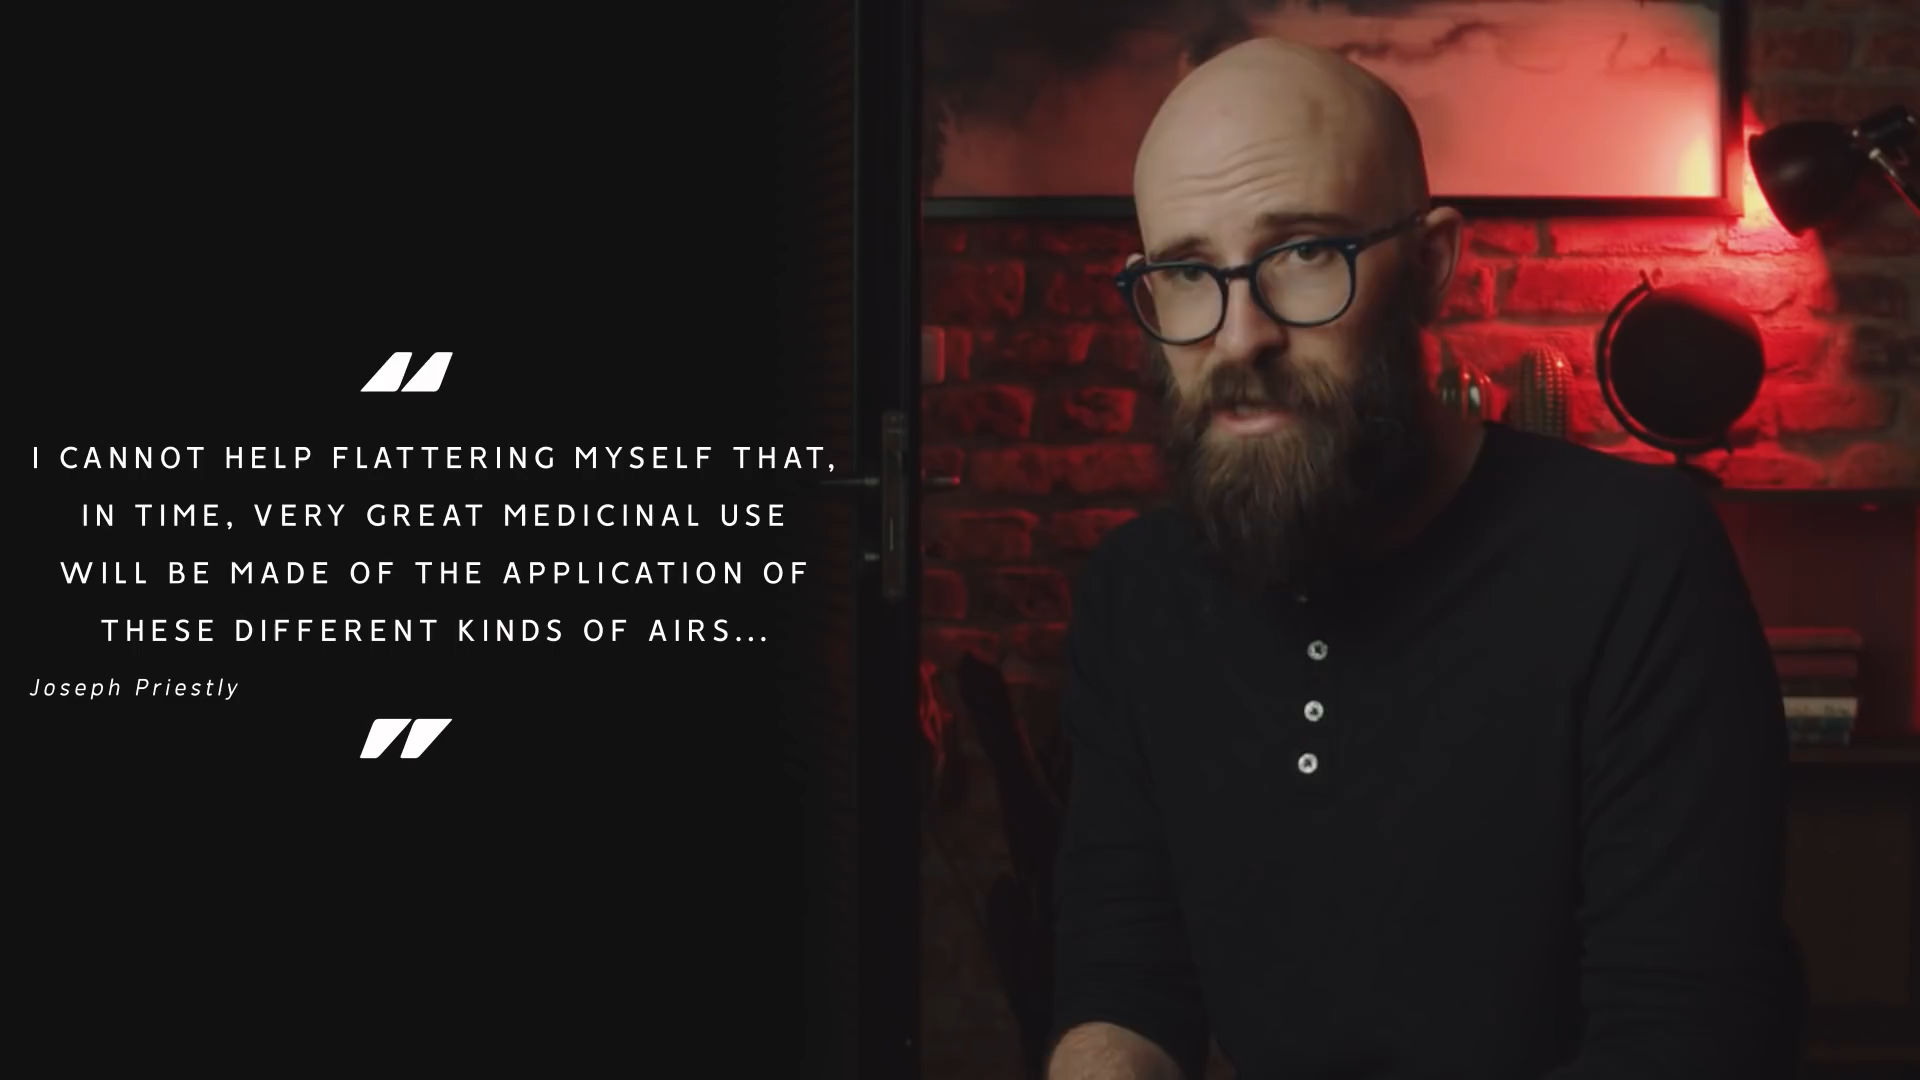 I CANNOT HELP FLATTERING MYSELF THAT,
IN TIME, VERY GREAT MEDICINAL USE
WILL BE MADE OF THE APPLICATION OF
THESE DIFFERENT KINDS OF AIRS...
Joseph Priestly